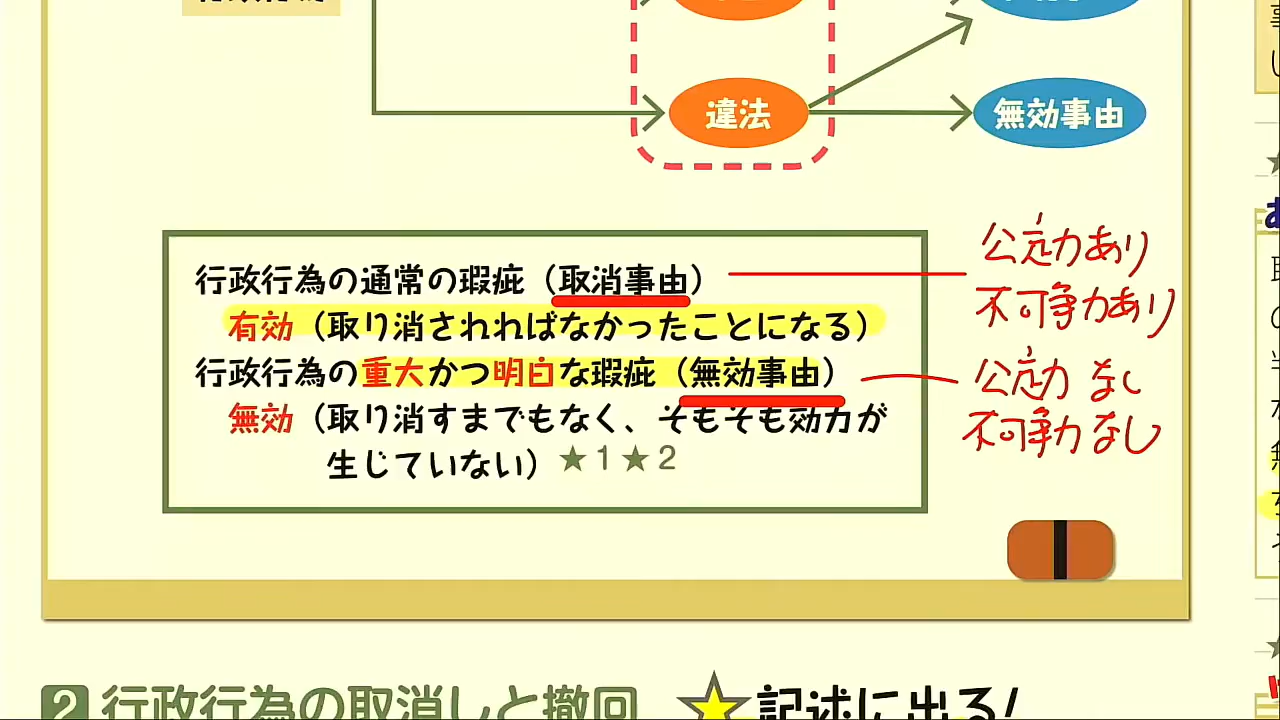 違法
無効事由
行政行為の通常の瑕疵（取消事由）
有効（取り消されればなかったことになる）
行政行為の重大かつ明白な瑕疵（無効事由）
無効（取り消すまでもなく、そもそも効力が
生じていない）★1★2
公定力あり
不可争力あり
公定力なし
不可争力なし
2 行政行為の取消しと撤回 ★記述に出る!